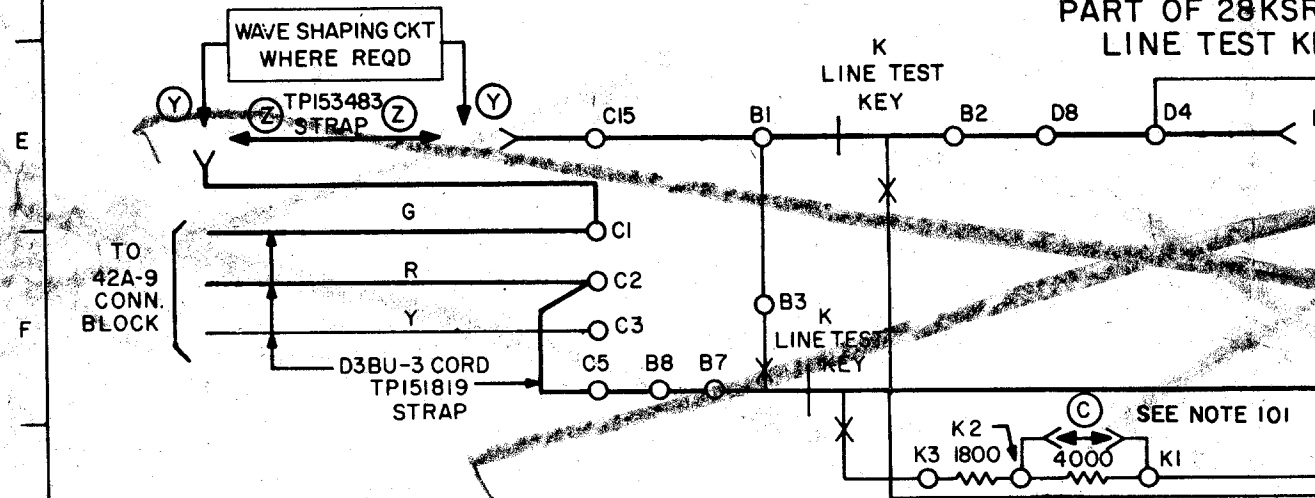 PART OF 28KSR
LINE TEST
WAVE SHAPING CKT
WHERE REQD
K
LINE TEST
KEY
Y
Z
TP153483
STRAP
Z
Y
C15
B1
B2
D8
D4
E
G
C1
TO
42A-9
CONN.
BLOCK
R
C2
B3
F
Y
C3
K
LINE TEST
KEY
D3BU-3 CORD
TP151819
STRAP
C5
B8
B7
C
SEE NOTE 101
K2
K3
1800
4000
K1